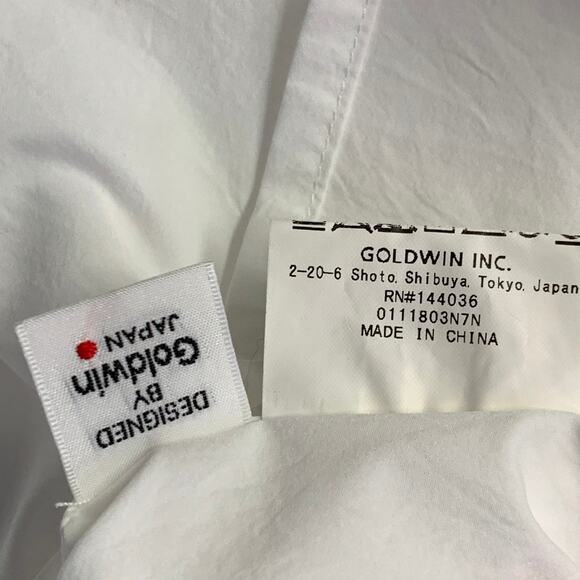 GOLDWIN INC.
2-20-6 Shoto, Shibuya, Tokyo, Japan
RN#144036
0111803N7N
MADE IN CHINA
DESIGNED
BY
Goldwin
JAPAN